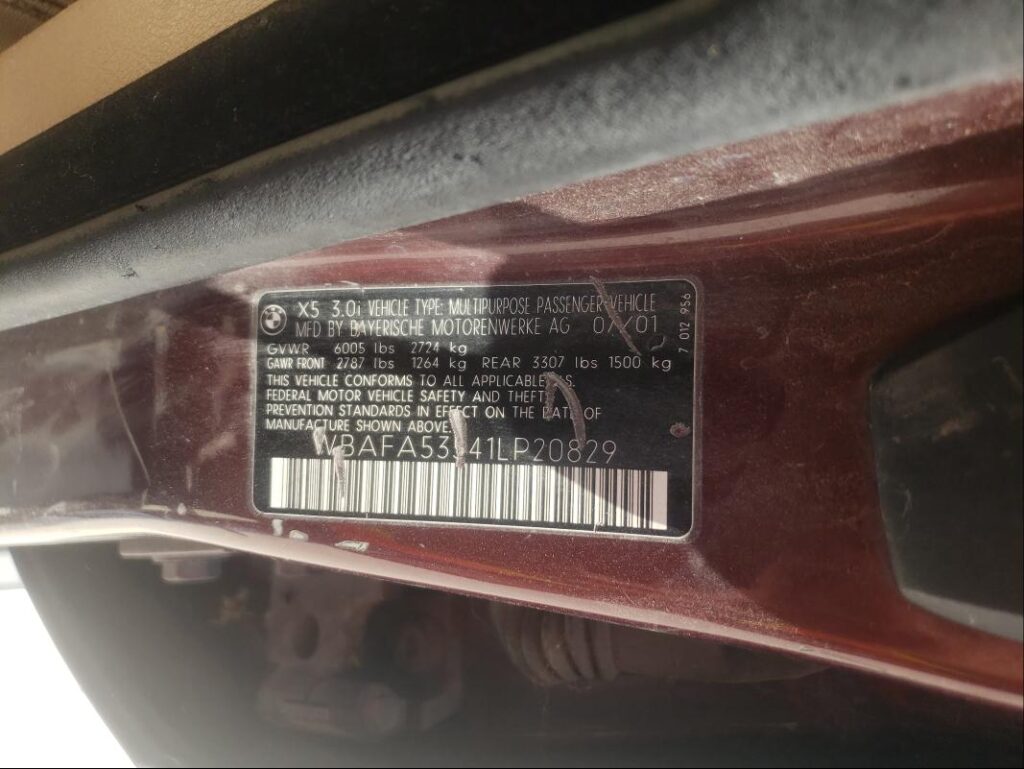 X5 3.0i VEHICLE TYPE: MULTIPURPOSE PASSENGER VEHICLE
MFD BY BAYERISCHE MOTORENWERKE AG 07/01
GVWR 6005 lbs 2724 kg
GAWR FRONT 2787 lbs 1264 kg REAR 3307 lbs 1500 kg
THIS VEHICLE CONFORMS TO ALL APPLICABLE
FEDERAL MOTOR VEHICLE SAFETY AND THEFT
PREVENTION STANDARDS IN EFFECT ON THE DATE OF
MANUFACTURE SHOWN ABOVE.
WBAFA53541LP20829
7 012 956